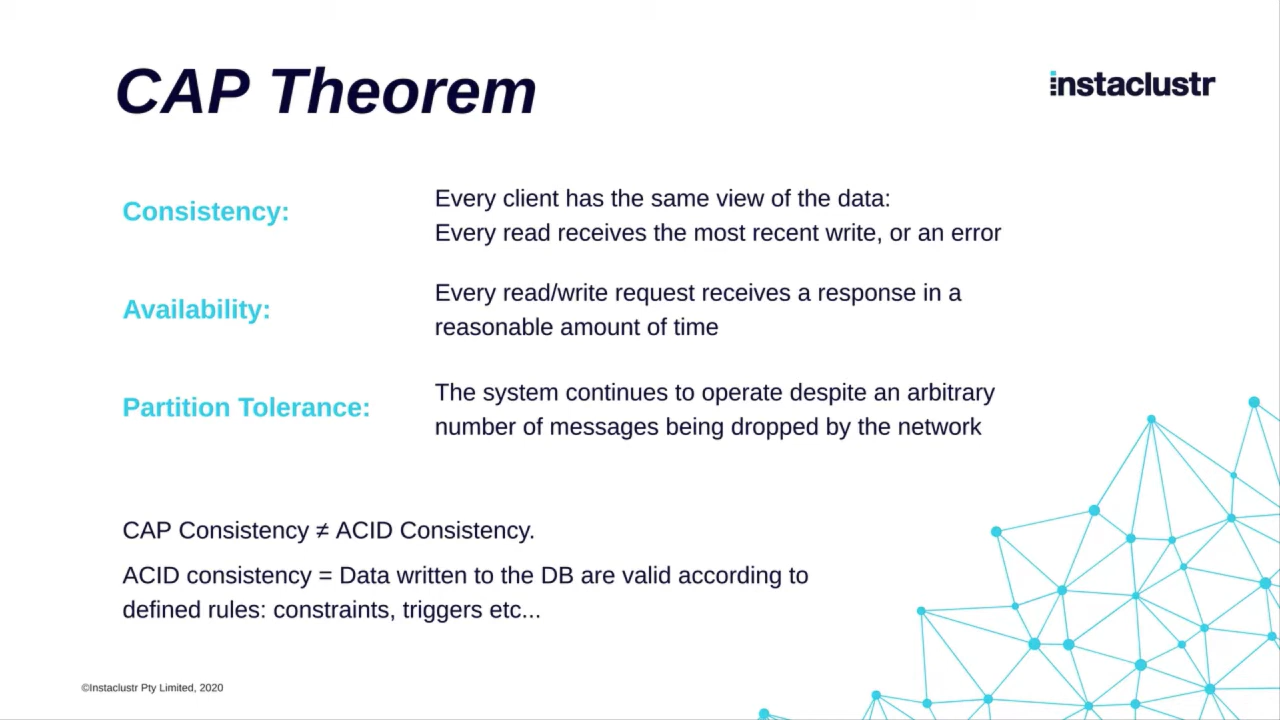 CAP Theorem
instaclustr
Consistency:
Every client has the same view of the data:
Every read receives the most recent write, or an error
Availability:
Every read/write request receives a response in a
reasonable amount of time
Partition Tolerance:
The system continues to operate despite an arbitrary
number of messages being dropped by the network
CAP Consistency ≠ ACID Consistency.
ACID consistency = Data written to the DB are valid according to
defined rules: constraints, triggers etc...
©Instaclustr Pty Limited, 2020